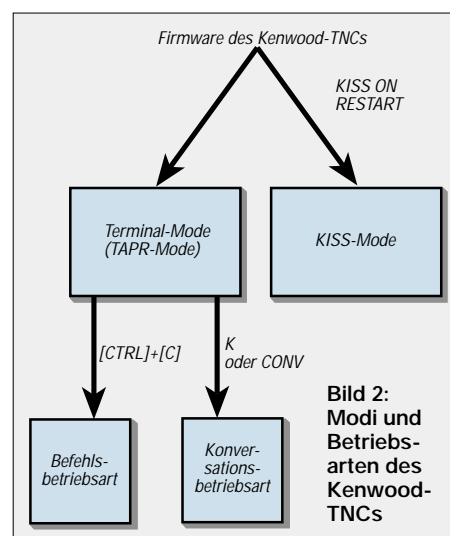 Firmware des Kenwood-TNCs
KISS ON
RESTART
Terminal-Mode
(TAPR-Mode)
KISS-Mode
[CTRL]+[C]
K
oder CONV
Befehls-
betriebsart
Konver-
sations-
betriebsart
Bild 2:
Modi und
Betriebs-
arten des
Kenwood-
TNCs